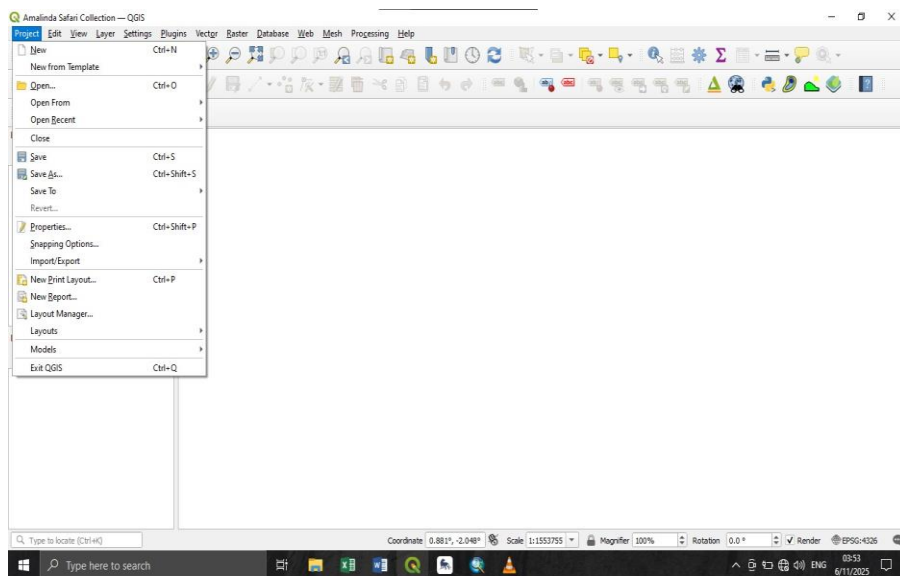 Amalinda Safari Collection — QGIS
Project Edit View Layer Settings Plugins Vector Raster Database Web Mesh Processing Help
New Ctrl+N
New from Template
Open... Ctrl+O
Open From
Open Recent
Close
Save Ctrl+S
Save As... Ctrl+Shift+S
Save To
Revert...
Properties... Ctrl+Shift+P
Snapping Options...
Import/Export
New Print Layout... Ctrl+P
New Report...
Layout Manager...
Layouts
Models
Exit QGIS Ctrl+Q
Type to locate (Ctrl+K) Coordinate 0.881°, -2.048° Scale 1:1553755 Magnifier 100% Rotation 0.0 ° Render EPSG:4326
Type here to search ENG 03:53
6/11/2025